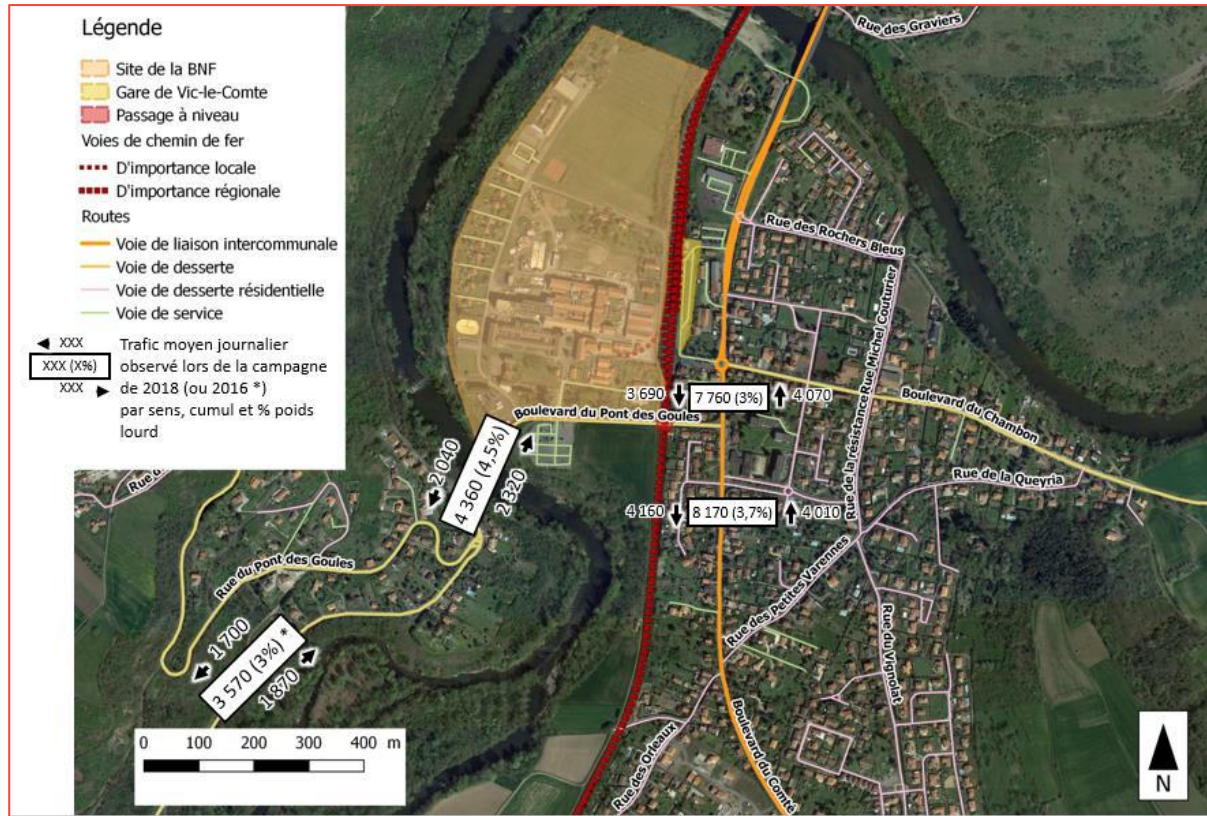 Légende
Site de la BNF
Gare de Vic-le-Comte
Passage à niveau
Voies de chemin de fer
D'importance locale
D'importance régionale
Routes
Voie de liaison intercommunale
Voie de desserte
Voie de desserte résidentielle
Voie de service
XXX
XXX (X%)
XXX
Trafic moyen journalier
observé lors de la campagne
de 2018 (ou 2016 *)
par sens, cumul et % poids
lourd
Rue des Graviers
Rue des Rochers Bleus
Rue Michel Couturier
Rue de la résistance
Boulevard du Chambon
3 690
7 760 (3%)
4 070
Boulevard du Pont des Goules
Rue de la Queyria
2 040
4 360 (4,5%)
2 320
4 160
8 170 (3,7%)
4 010
Rue du Pont des Goules
Rue des Petites Varennes
Rue du Vignolat
1 700
3 570 (3%) *
1 870
Rue des Orleaux
Boulevard du Comté
0 100 200 300 400 m
N